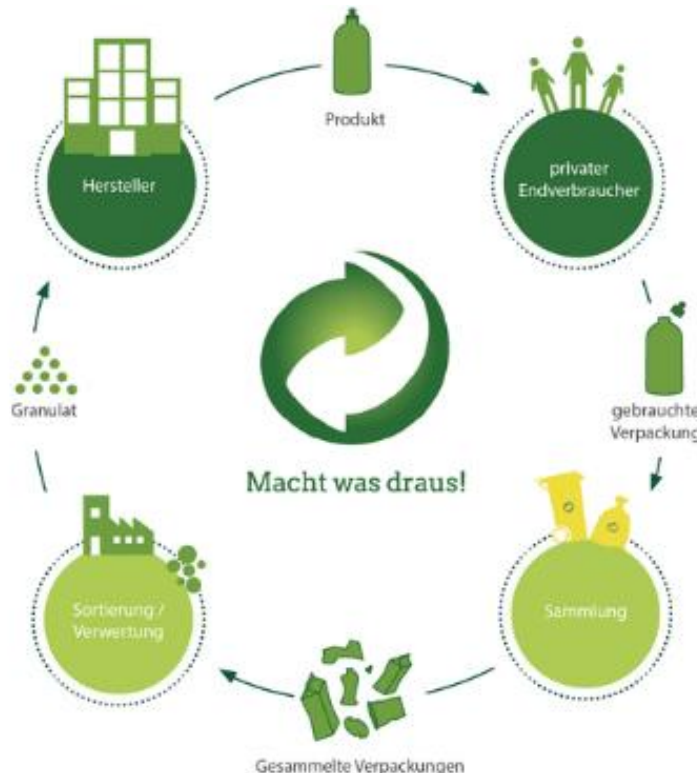 Produkt
Hersteller
privater
Endverbraucher
Granulat
gebrauchte
Verpackung
Macht was draus!
Sortierung /
Verwertung
Sammlung
Gesammelte Verpackungen